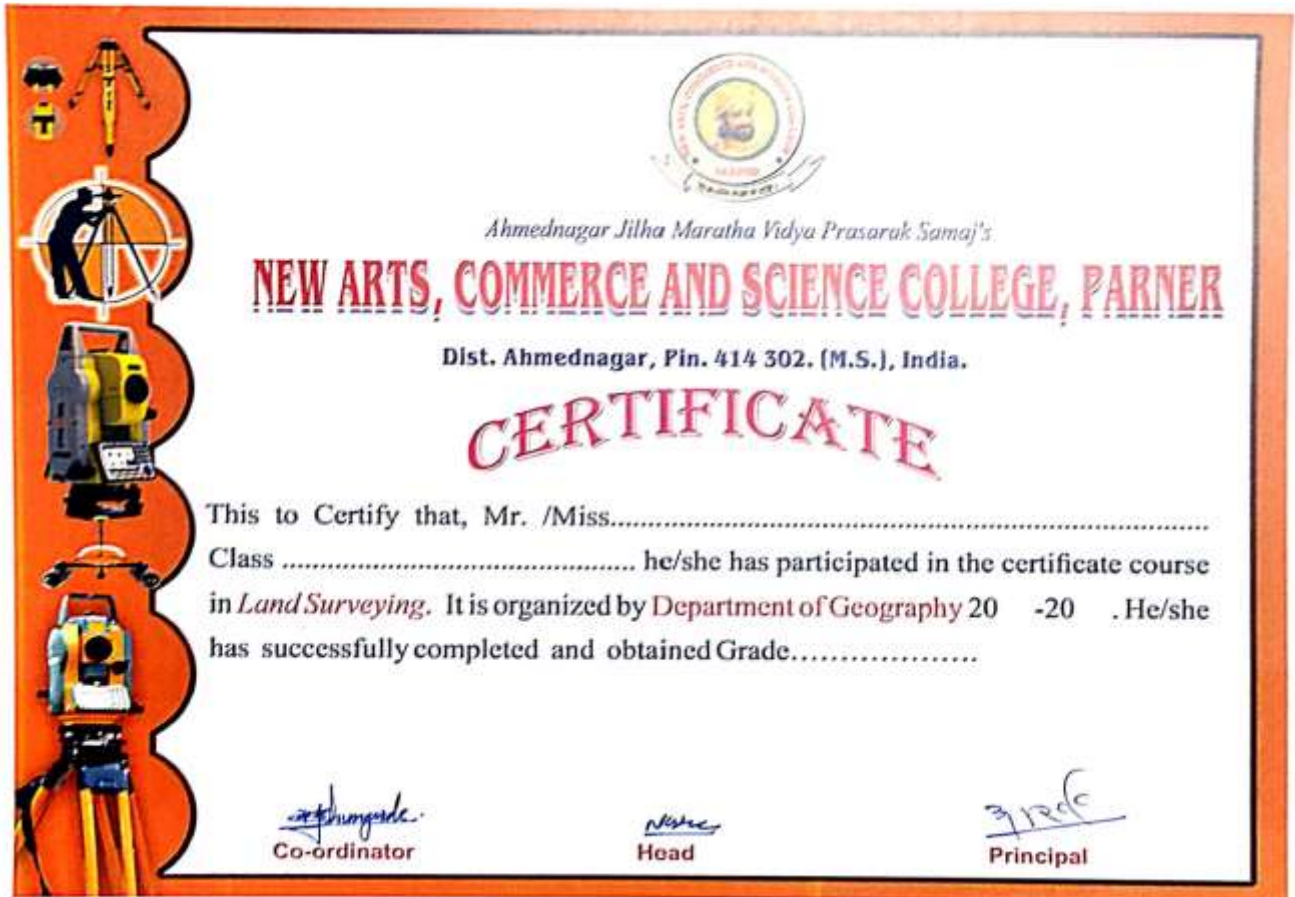 Ahmednagar Jilha Maratha Vidya Prasarak Samaj's
NEW ARTS, COMMERCE AND SCIENCE COLLEGE, PARNER
Dist. Ahmednagar, Pin. 414 302. (M.S.), India.
CERTIFICATE
This to Certify that, Mr. /Miss....................................................................................................
Class ................................................ he/she has participated in the certificate course
in Land Surveying. It is organized by Department of Geography 20 -20 . He/she
has successfully completed and obtained Grade...................
Co-ordinator
Head
Principal